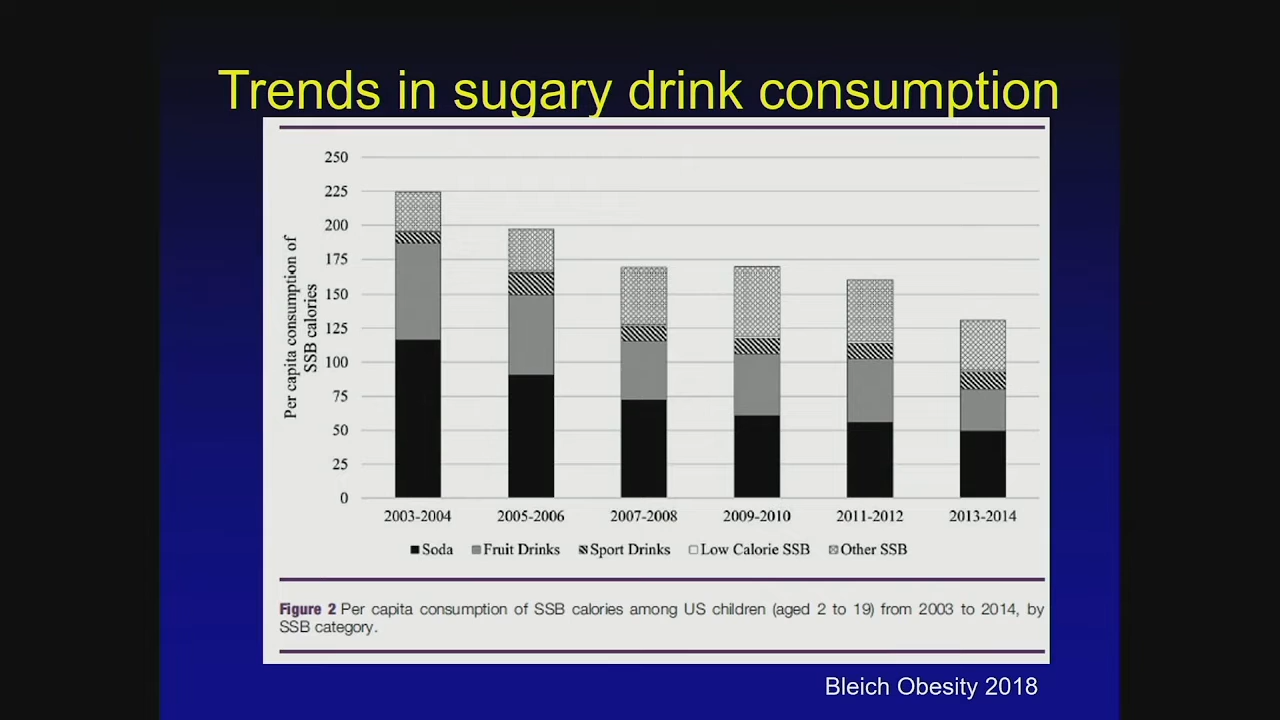 Trends in sugary drink consumption
250
225
200
175
150
125
100
75
50
25
0
Per capita consumption of
SSB calories
2003-2004 2005-2006 2007-2008 2009-2010 2011-2012 2013-2014
Soda Fruit Drinks Sport Drinks Low Calorie SSB Other SSB
Figure 2 Per capita consumption of SSB calories among US children (aged 2 to 19) from 2003 to 2014, by
SSB category.
Bleich Obesity 2018